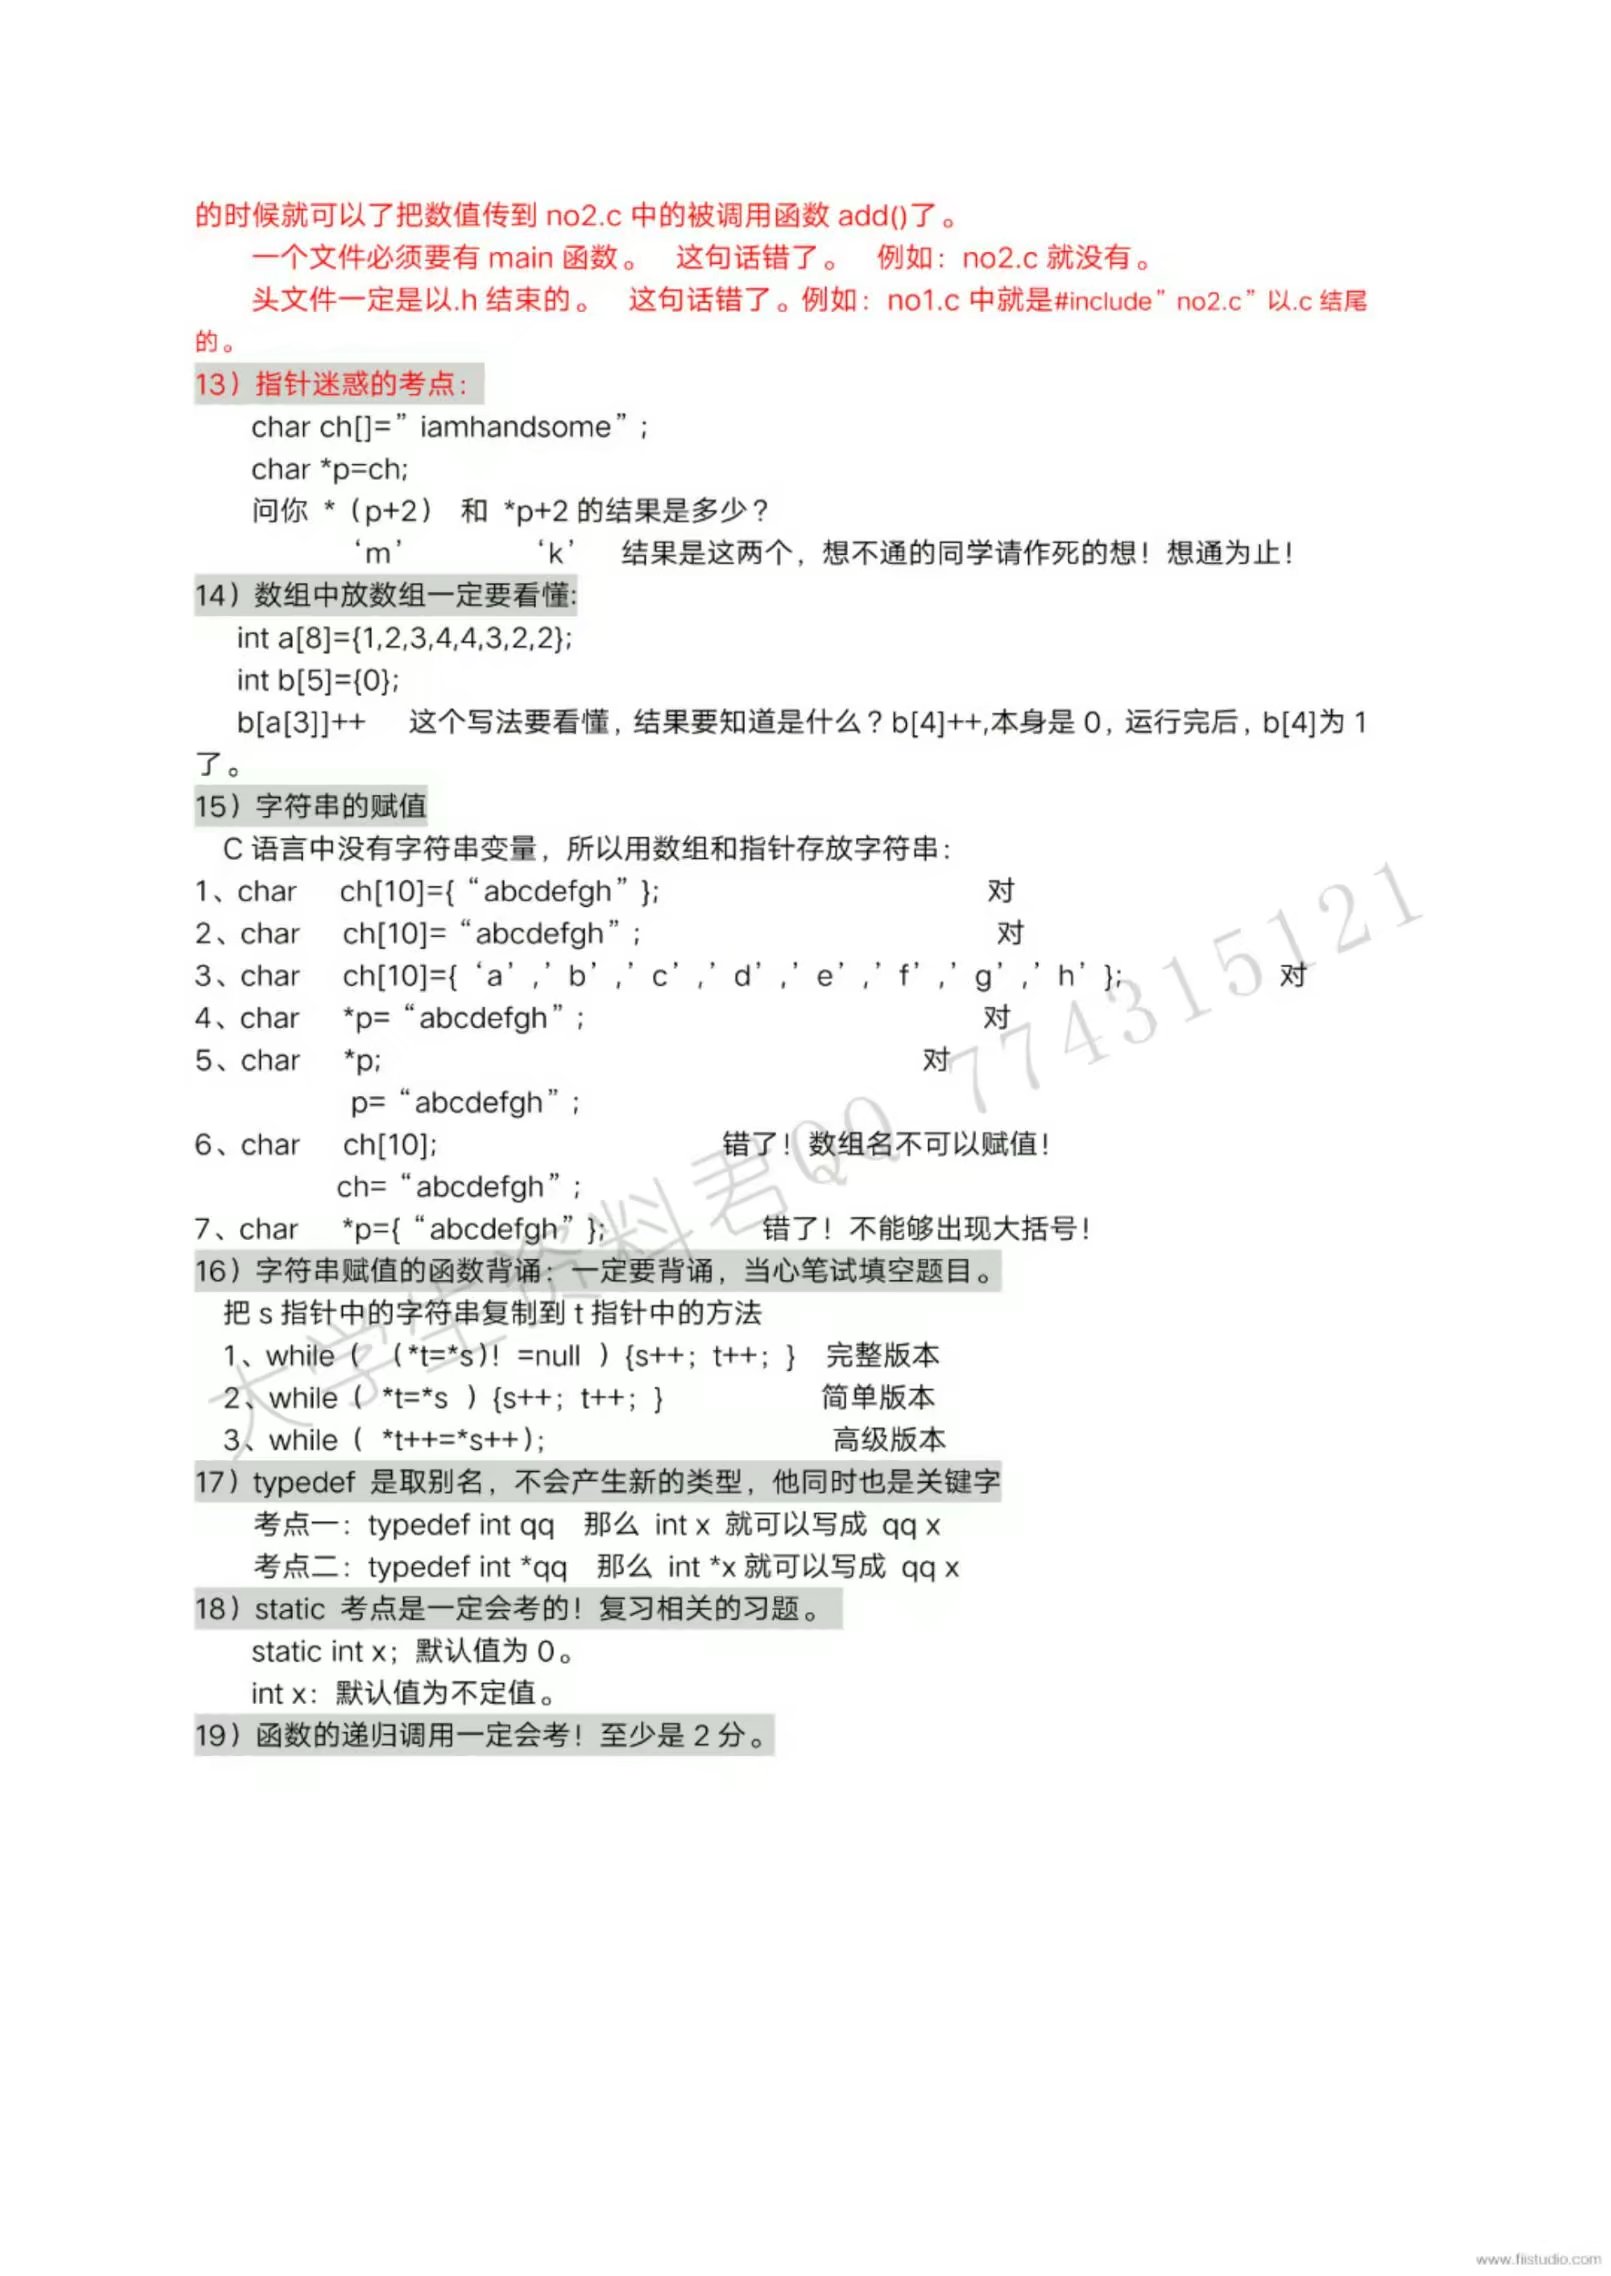 的时候就可以了把数值传到 no2.c 中的被调用函数 add()了。
一个文件必须要有 main 函数。 这句话错了。 例如：no2.c 就没有。
头文件一定是以.h 结束的。 这句话错了。例如：no1.c 中就是#include” no2.c” 以.c 结尾
的。
13）指针迷惑的考点：
char ch[]=” iamhandsome” ;
char *p=ch;
问你 *（p+2） 和 *p+2 的结果是多少？
‘m’ ‘k’ 结果是这两个，想不通的同学请作死的想！想通为止！
14）数组中放数组一定要看懂:
int a[8]={1,2,3,4,4,3,2,2};
int b[5]={0};
b[a[3]]++ 这个写法要看懂，结果要知道是什么？b[4]++,本身是 0，运行完后，b[4]为 1
了。
15）字符串的赋值
C 语言中没有字符串变量，所以用数组和指针存放字符串：
1、char ch[10]={ “abcdefgh” }; 对
2、char ch[10]= “abcdefgh” ; 对
3、char ch[10]={ ‘a’ ,’ b’ ,’ c’ ,’ d’ ,’ e’ ,’ f’ ,’ g’ ,’ h’ }; 对
4、char *p= “abcdefgh” ; 对
5、char *p; 对
p= “abcdefgh” ;
6、char ch[10]; 错了！数组名不可以赋值！
ch= “abcdefgh” ;
7、char *p={ “abcdefgh” }; 错了！不能够出现大括号！
16）字符串赋值的函数背诵：一定要背诵，当心笔试填空题目。
把 s 指针中的字符串复制到 t 指针中的方法
1、while（ （*t=*s）！=null ）{s++；t++；} 完整版本
2、while（ *t=*s ）{s++；t++；} 简单版本
3、while（ *t++=*s++）； 高级版本
17）typedef 是取别名，不会产生新的类型，他同时也是关键字
考点一：typedef int qq 那么 int x 就可以写成 qq x
考点二：typedef int *qq 那么 int *x 就可以写成 qq x
18）static 考点是一定会考的！复习相关的习题。
static int x；默认值为 0。
int x：默认值为不定值。
19）函数的递归调用一定会考！至少是 2 分。
大学生资料君QQ 774315121
www.fiistudio.com